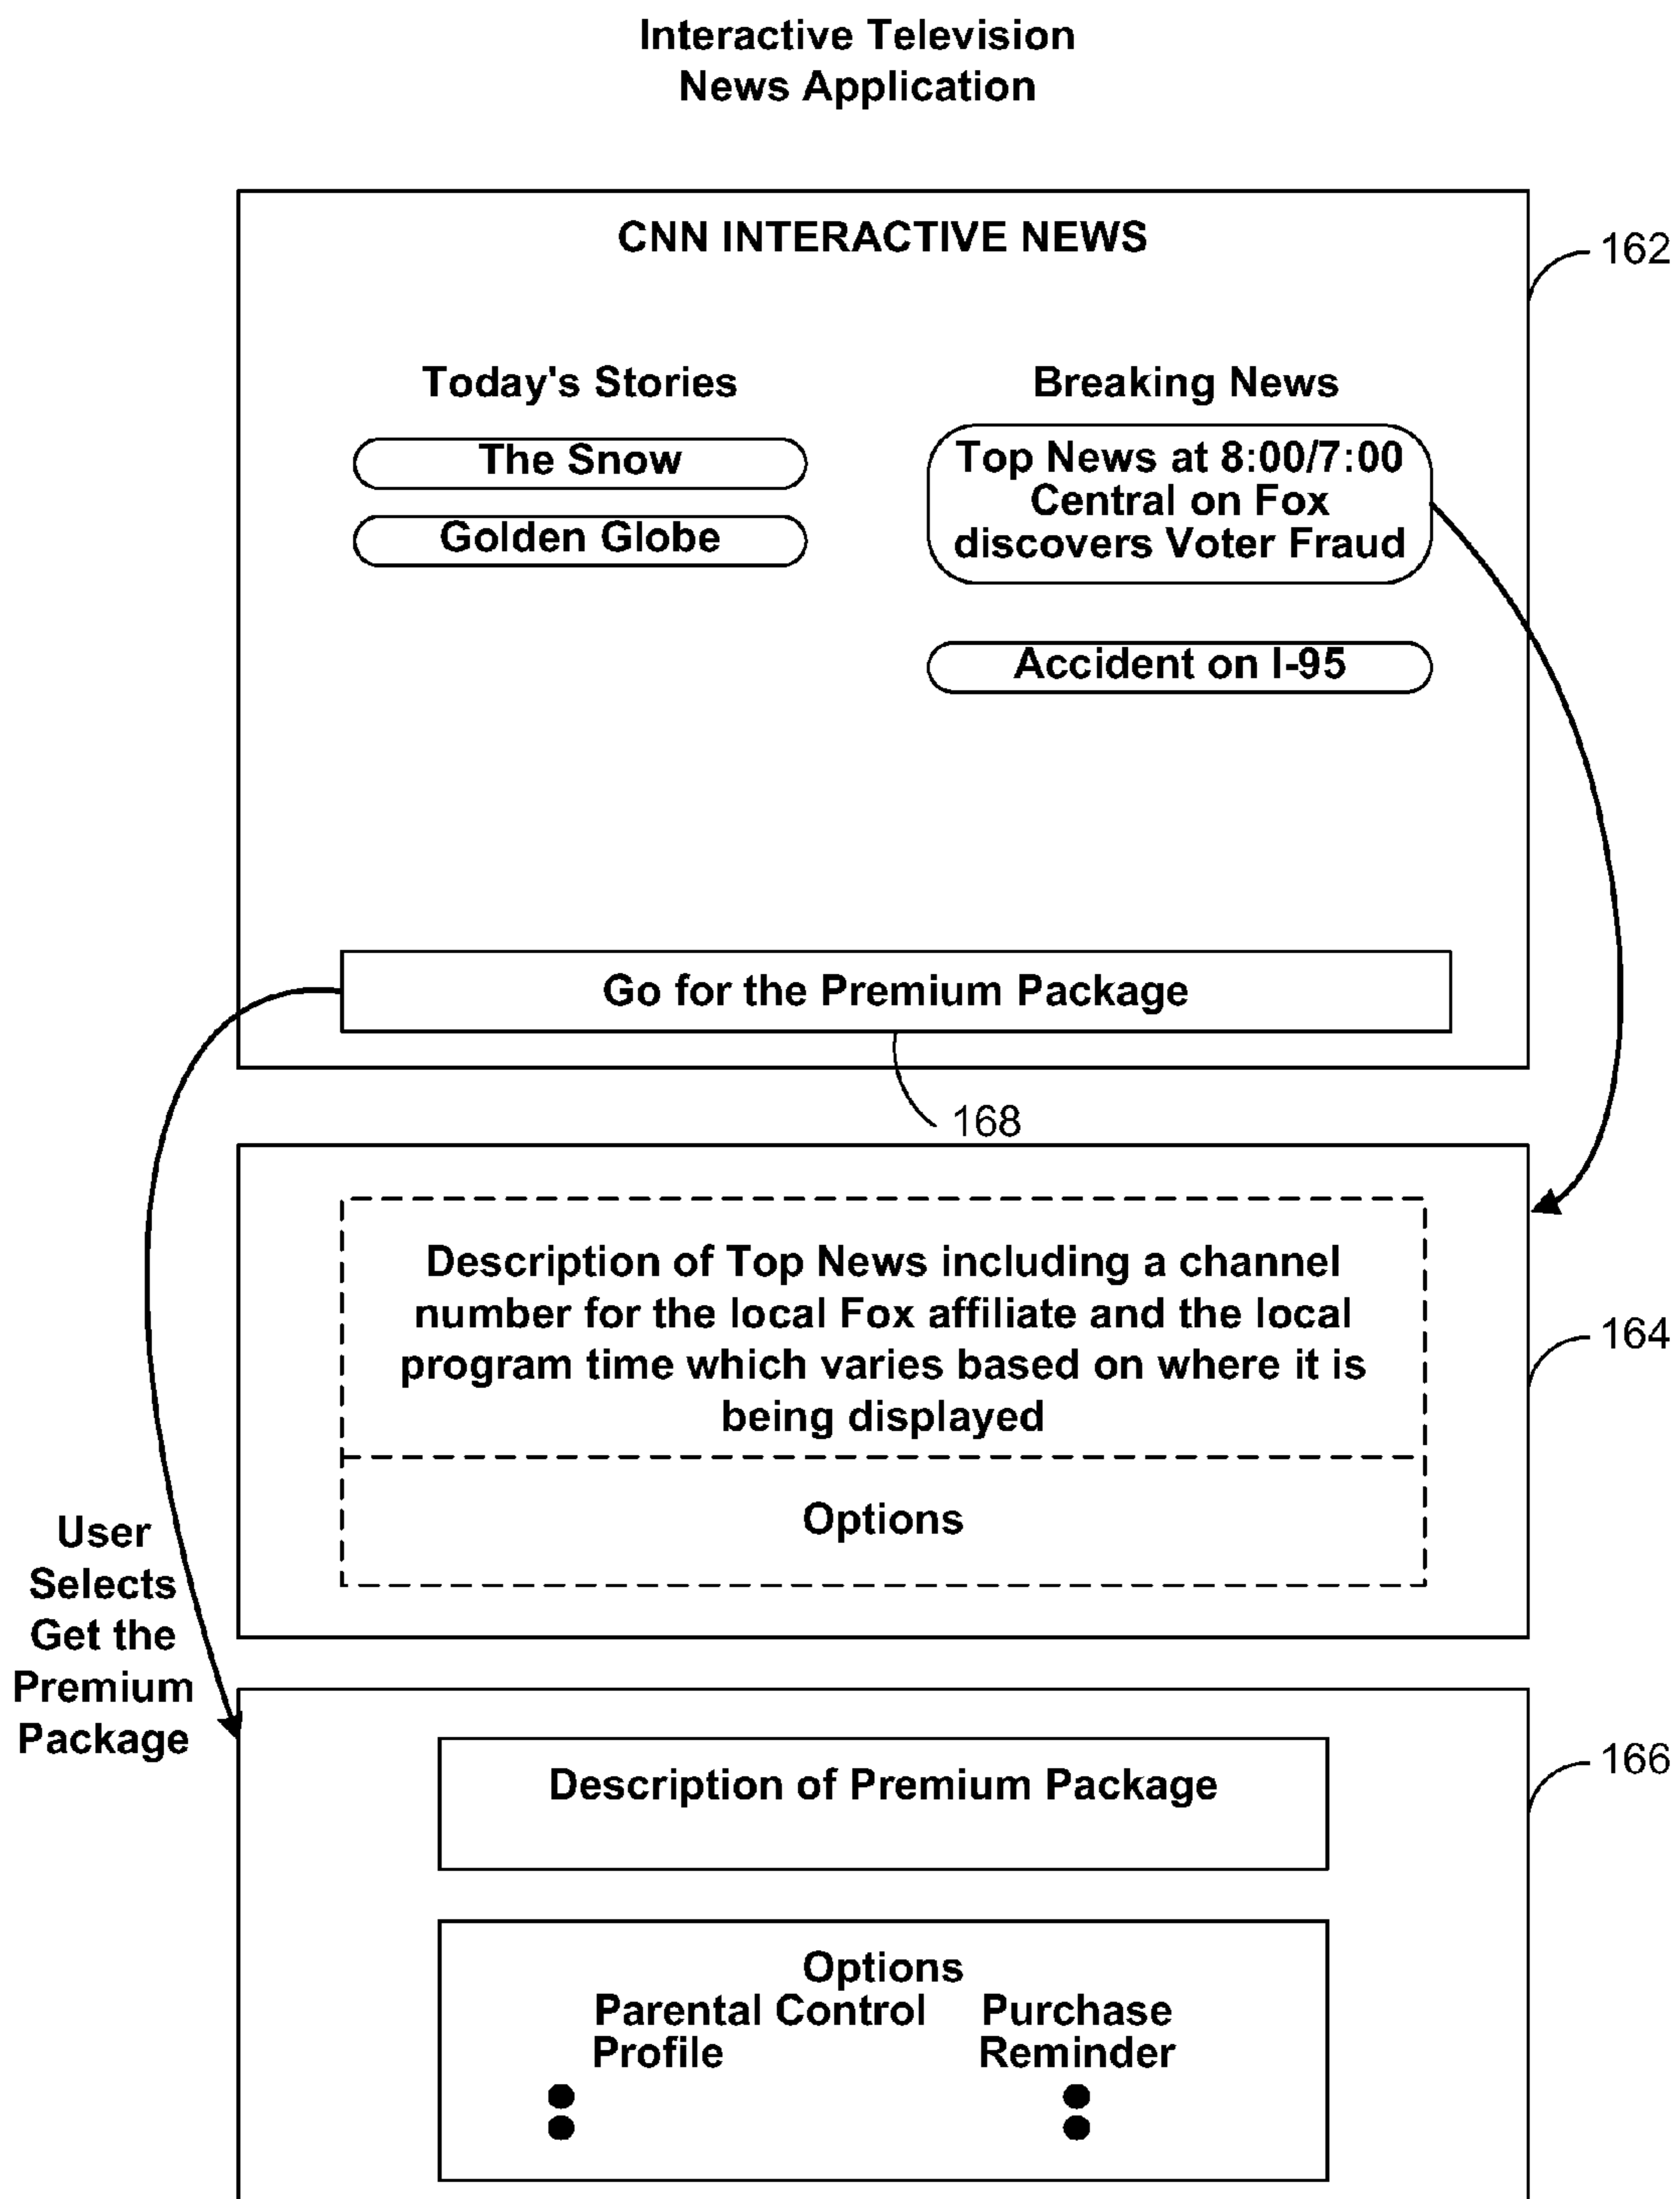 Interactive Television
News Application
CNN INTERACTIVE NEWS
162
Today's Stories
The Snow
Golden Globe
Breaking News
Top News at 8:00/7:00
Central on Fox
discovers Voter Fraud
Accident on I-95
Go for the Premium Package
168
Description of Top News including a channel
number for the local Fox affiliate and the local
program time which varies based on where it is
being displayed
Options
164
User
Selects
Get the
Premium
Package
Description of Premium Package
166
Options
Parental Control
Profile
Purchase
Reminder